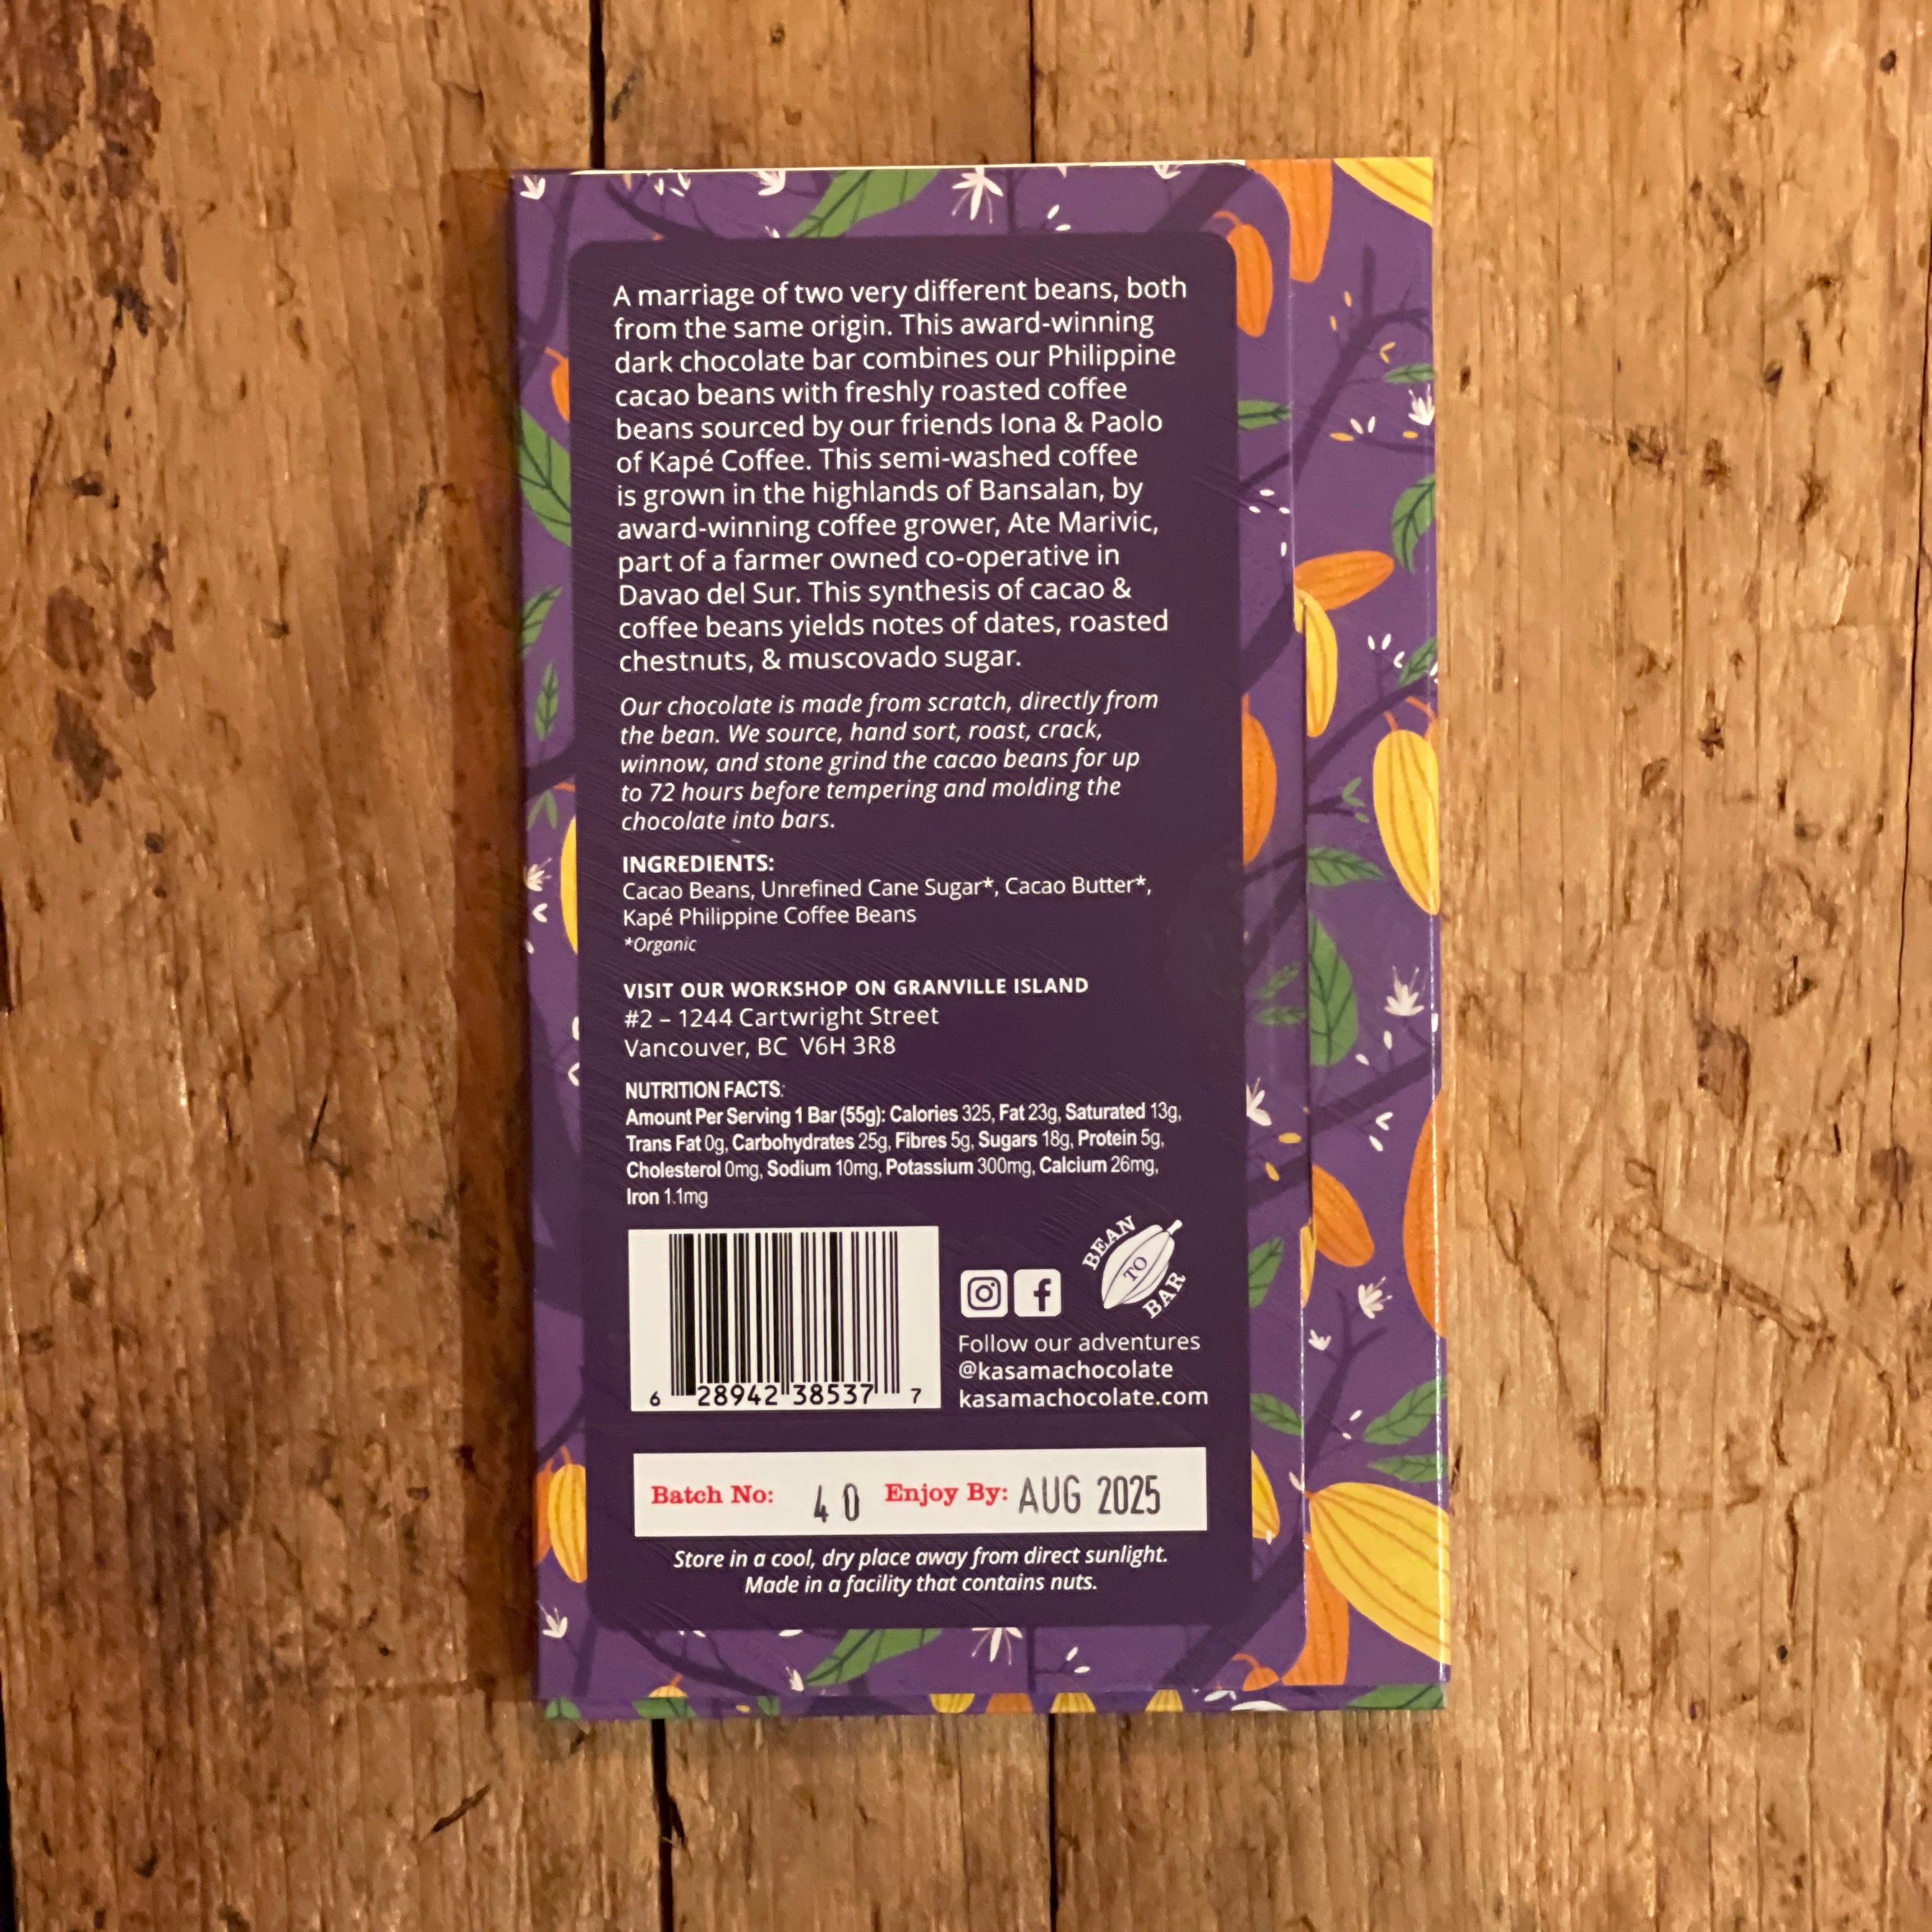 A marriage of two very different beans, both
from the same origin. This award-winning
dark chocolate bar combines our Philippine
cacao beans with freshly roasted coffee
beans sourced by our friends Iona & Paolo
of Kapé Coffee. This semi-washed coffee
is grown in the highlands of Bansalan, by
award-winning coffee grower, Ate Marivic,
part of a farmer owned co-operative in
Davao del Sur. This synthesis of cacao &
coffee beans yields notes of dates, roasted
chestnuts, & muscovado sugar.
Our chocolate is made from scratch, directly from
the bean. We source, hand sort, roast, crack,
winnow, and stone grind the cacao beans for up
to 72 hours before tempering and molding the
chocolate into bars.
INGREDIENTS:
Cacao Beans, Unrefined Cane Sugar*, Cacao Butter*,
Kapé Philippine Coffee Beans
*Organic
VISIT OUR WORKSHOP ON GRANVILLE ISLAND
#2 – 1244 Cartwright Street
Vancouver, BC V6H 3R8
NUTRITION FACTS:
Amount Per Serving 1 Bar (55g): Calories 325, Fat 23g, Saturated 13g,
Trans Fat 0g, Carbohydrates 25g, Fibres 5g, Sugars 18g, Protein 5g,
Cholesterol 0mg, Sodium 10mg, Potassium 300mg, Calcium 26mg,
Iron 1.1mg
6 28942 38537 7
BEAN TO BAR
Follow our adventures
@kasamachocolate
kasamachocolate.com
Batch No: 40 Enjoy By: AUG 2025
Store in a cool, dry place away from direct sunlight.
Made in a facility that contains nuts.